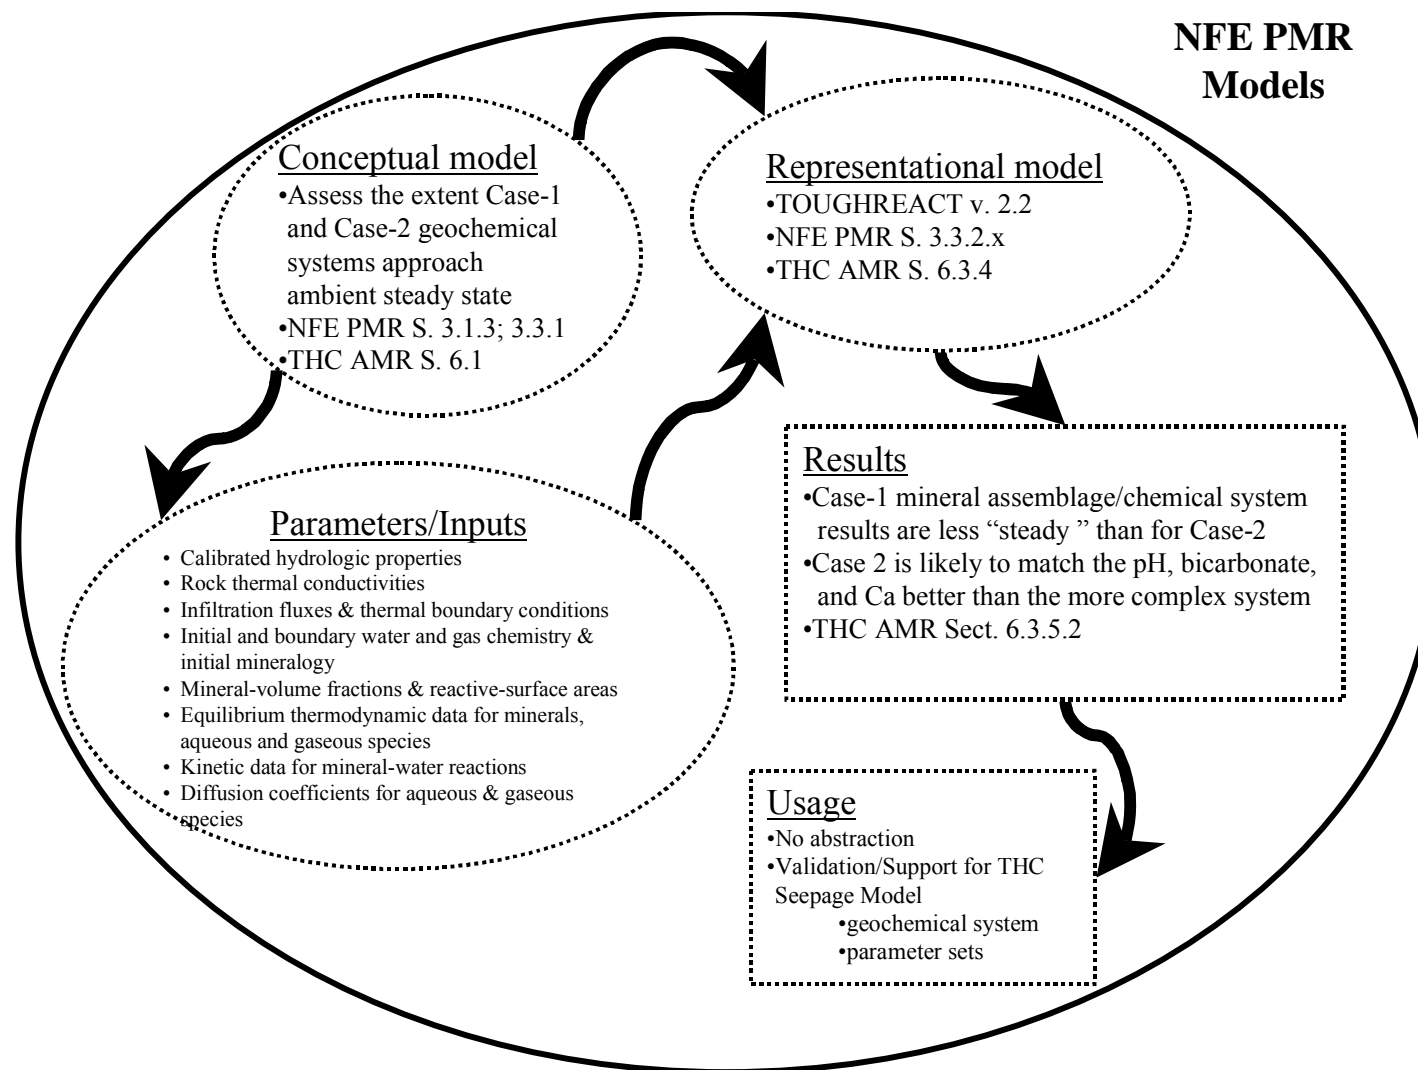 NFE PMR
Models
Conceptual model
•Assess the extent Case-1
and Case-2 geochemical
systems approach
ambient steady state
•NFE PMR S. 3.1.3; 3.3.1
•THC AMR S. 6.1
Representational model
•TOUGHREACT v. 2.2
•NFE PMR S. 3.3.2.x
•THC AMR S. 6.3.4
Parameters/Inputs
• Calibrated hydrologic properties
• Rock thermal conductivities
• Infiltration fluxes & thermal boundary conditions
• Initial and boundary water and gas chemistry &
initial mineralogy
• Mineral-volume fractions & reactive-surface areas
• Equilibrium thermodynamic data for minerals,
aqueous and gaseous species
• Kinetic data for mineral-water reactions
• Diffusion coefficients for aqueous & gaseous
species
Results
•Case-1 mineral assemblage/chemical system
results are less “steady ” than for Case-2
•Case 2 is likely to match the pH, bicarbonate,
and Ca better than the more complex system
•THC AMR Sect. 6.3.5.2
Usage
•No abstraction
•Validation/Support for THC
Seepage Model
•geochemical system
•parameter sets